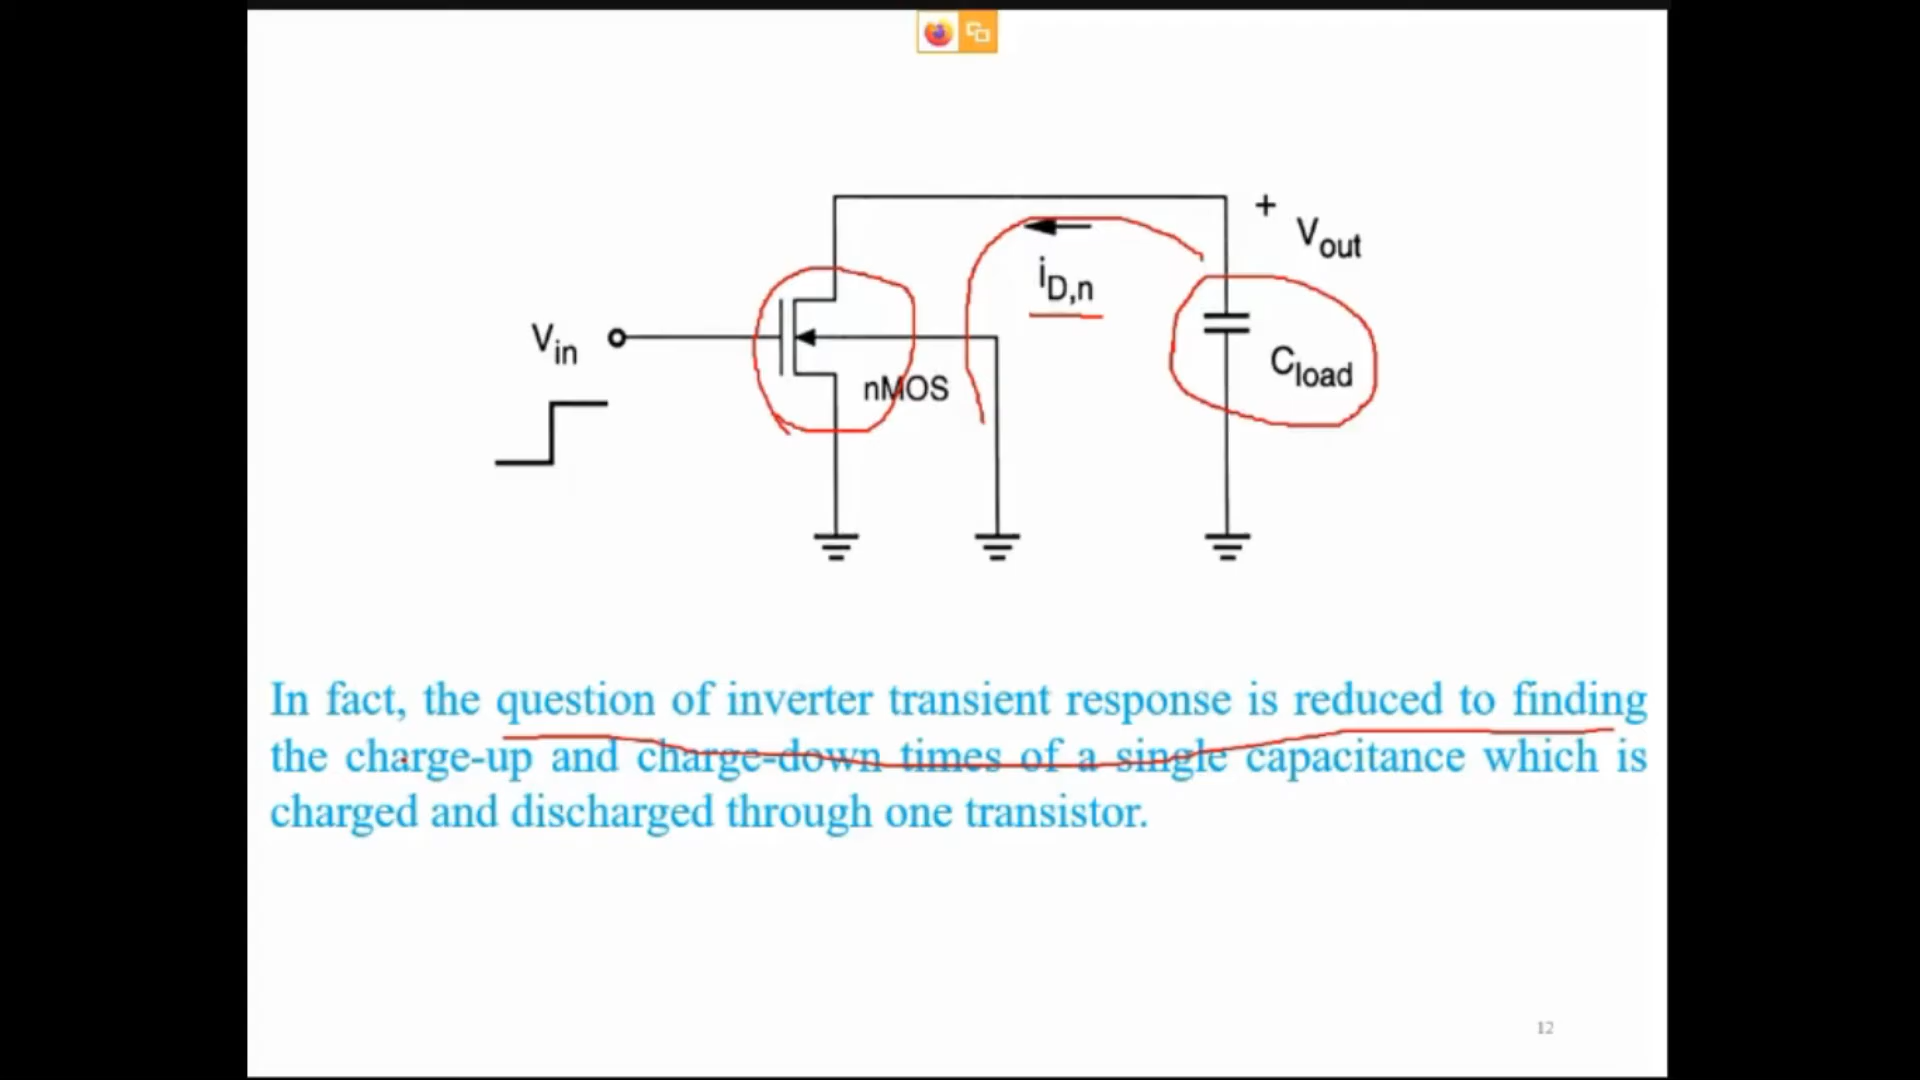 +
Vout
iD,n
Vin
Cload
nMOS
In fact, the question of inverter transient response is reduced to finding
the charge-up and charge-down times of a single capacitance which is
charged and discharged through one transistor.
12